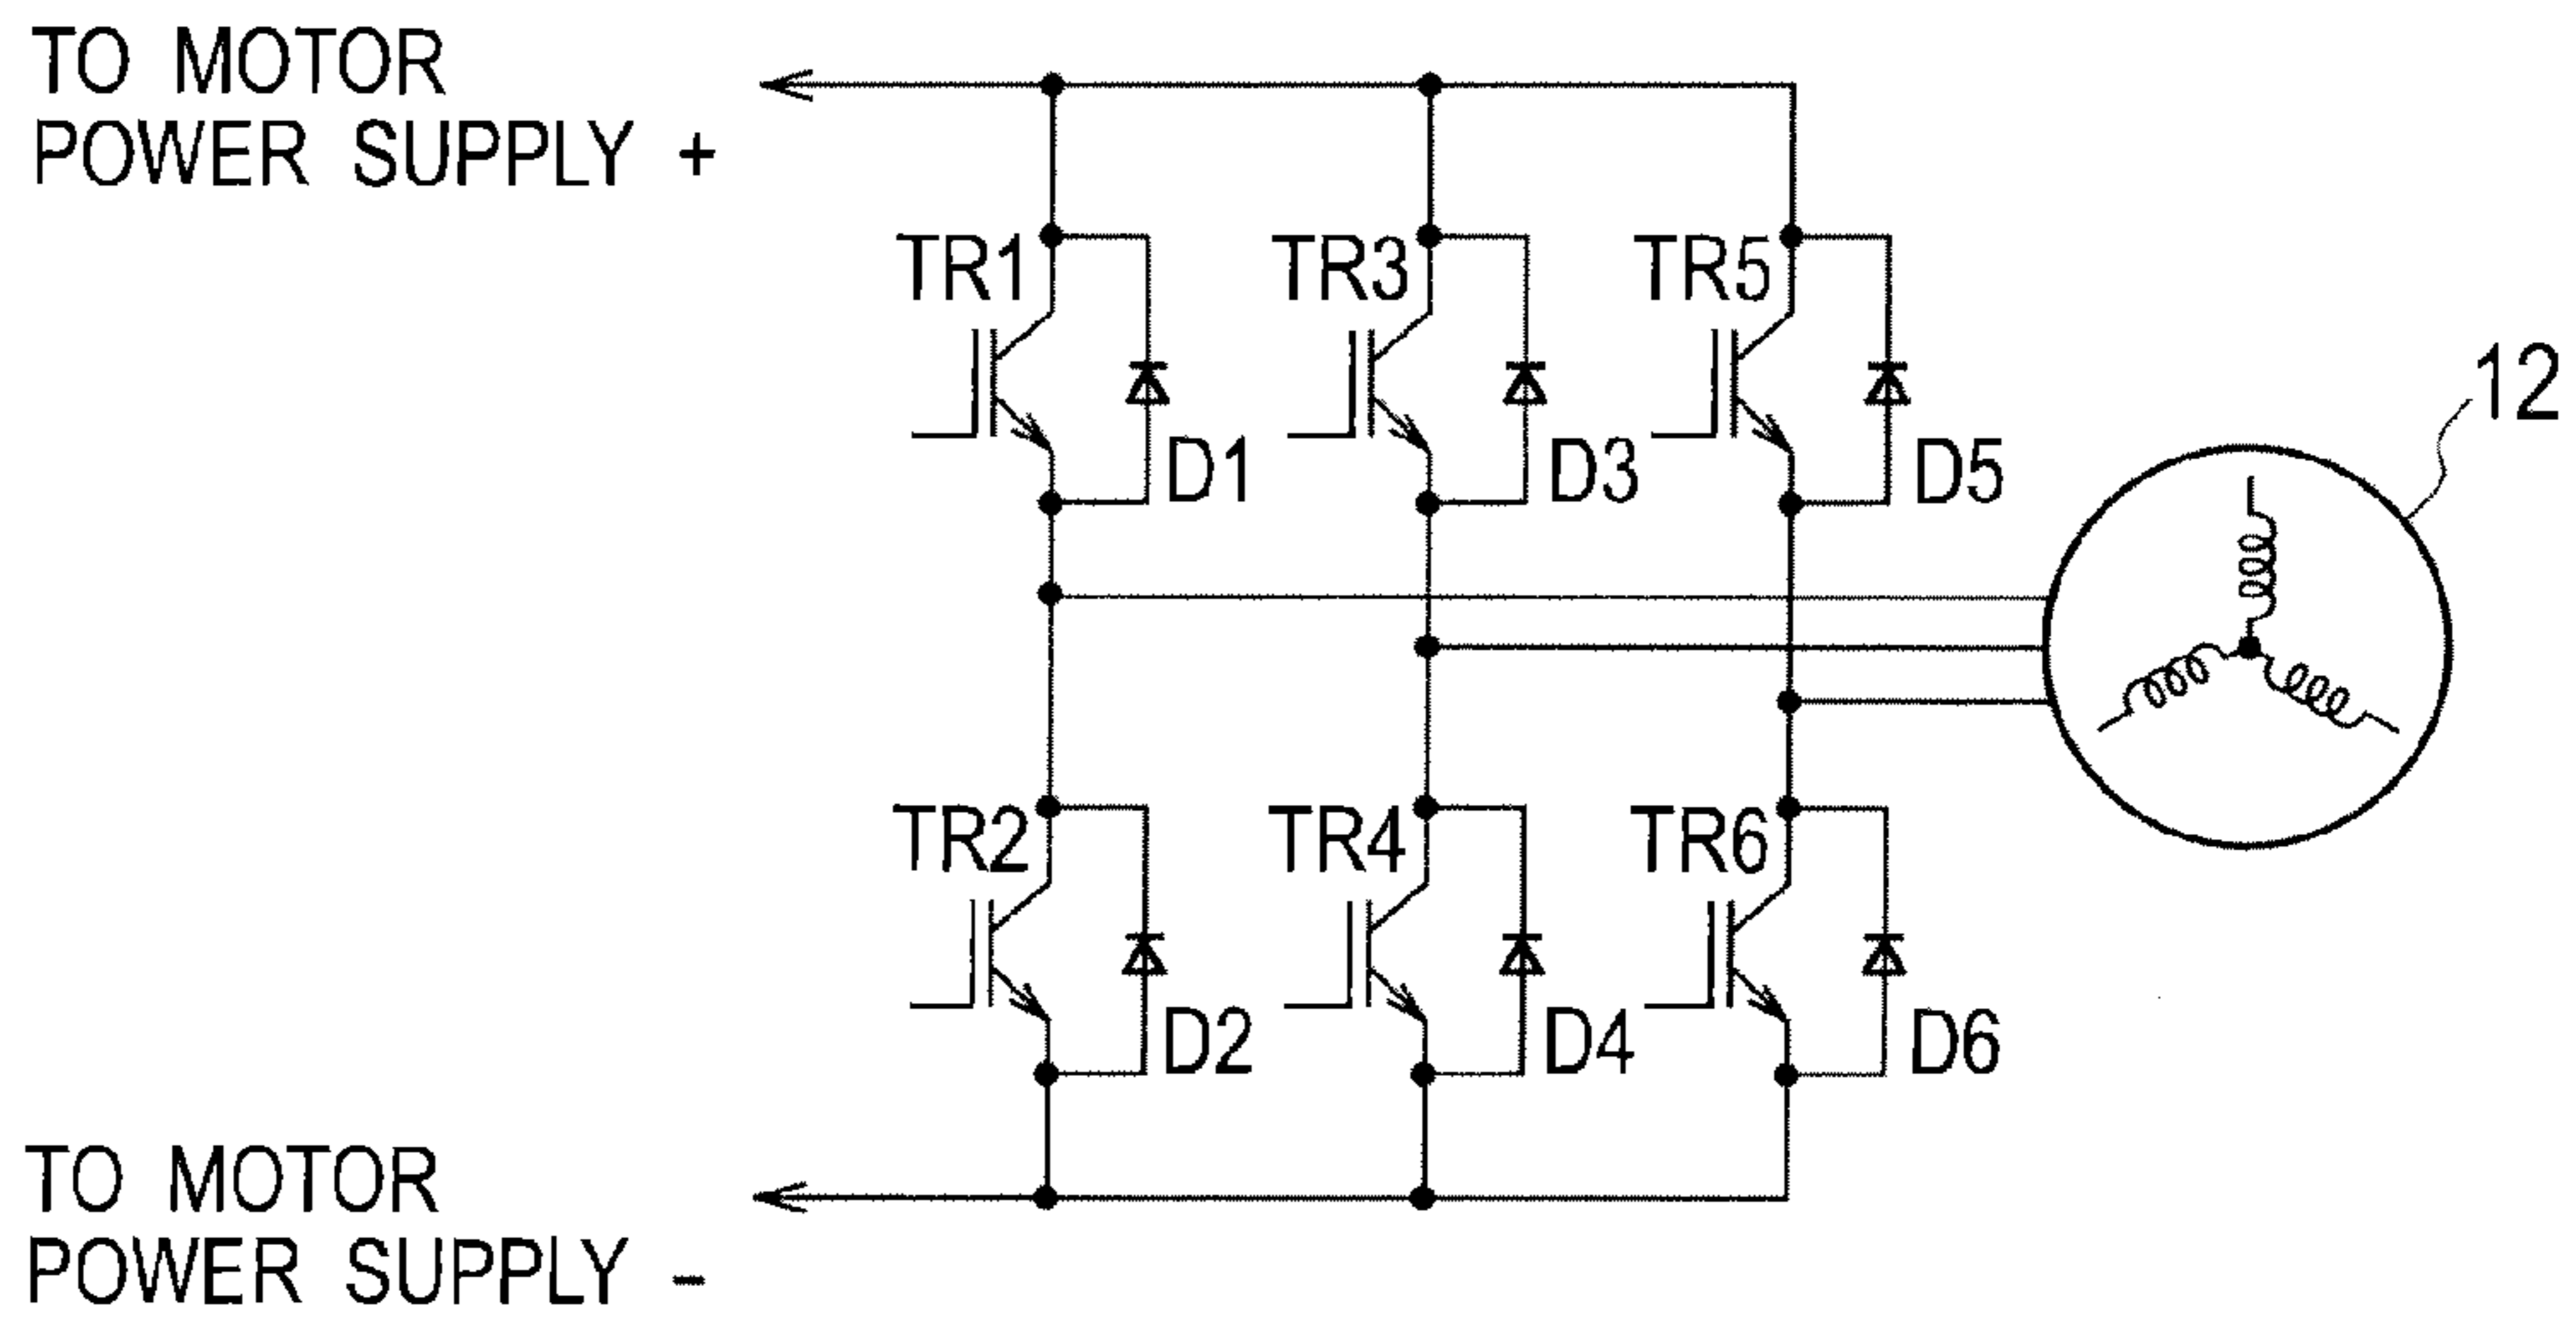 TO MOTOR
POWER SUPPLY +
TR1
TR3
TR5
12
D1
D3
D5
TR2
TR4
TR6
D2
D4
D6
TO MOTOR
POWER SUPPLY -